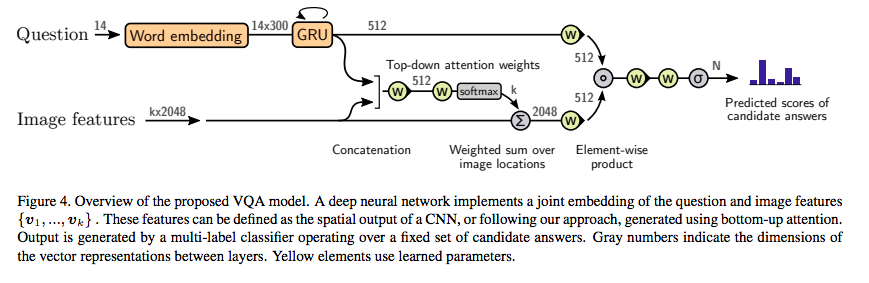 Question 14 Word embedding 14x300 GRU 512 W
Top-down attention weights
512
W 512 W softmax k
512
Image features kx2048 Σ 2048 W
W W σ N
Predicted scores of
candidate answers
Concatenation
Weighted sum over
image locations
Element-wise
product
Figure 4. Overview of the proposed VQA model. A deep neural network implements a joint embedding of the question and image features
{v1, ..., vk} . These features can be defined as the spatial output of a CNN, or following our approach, generated using bottom-up attention.
Output is generated by a multi-label classifier operating over a fixed set of candidate answers. Gray numbers indicate the dimensions of
the vector representations between layers. Yellow elements use learned parameters.